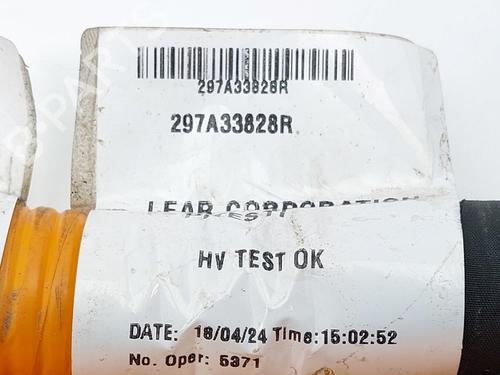 297A33828R
297A33828R
LEAR CORPORATION
HV TEST OK
DATE: 18/04/24 Time:15:02:52
No. Oper: 5371